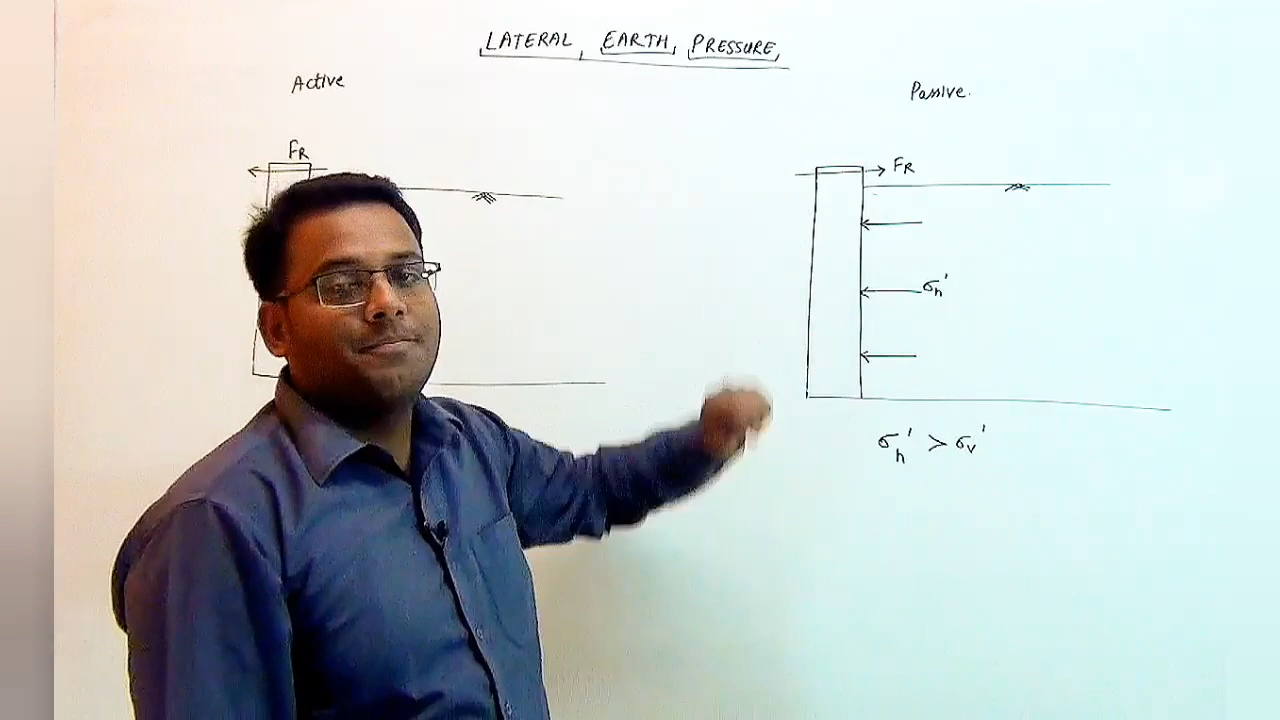 LATERAL EARTH PRESSURE
Active
Passive.
FR
FR
σh'
σh' > σv'